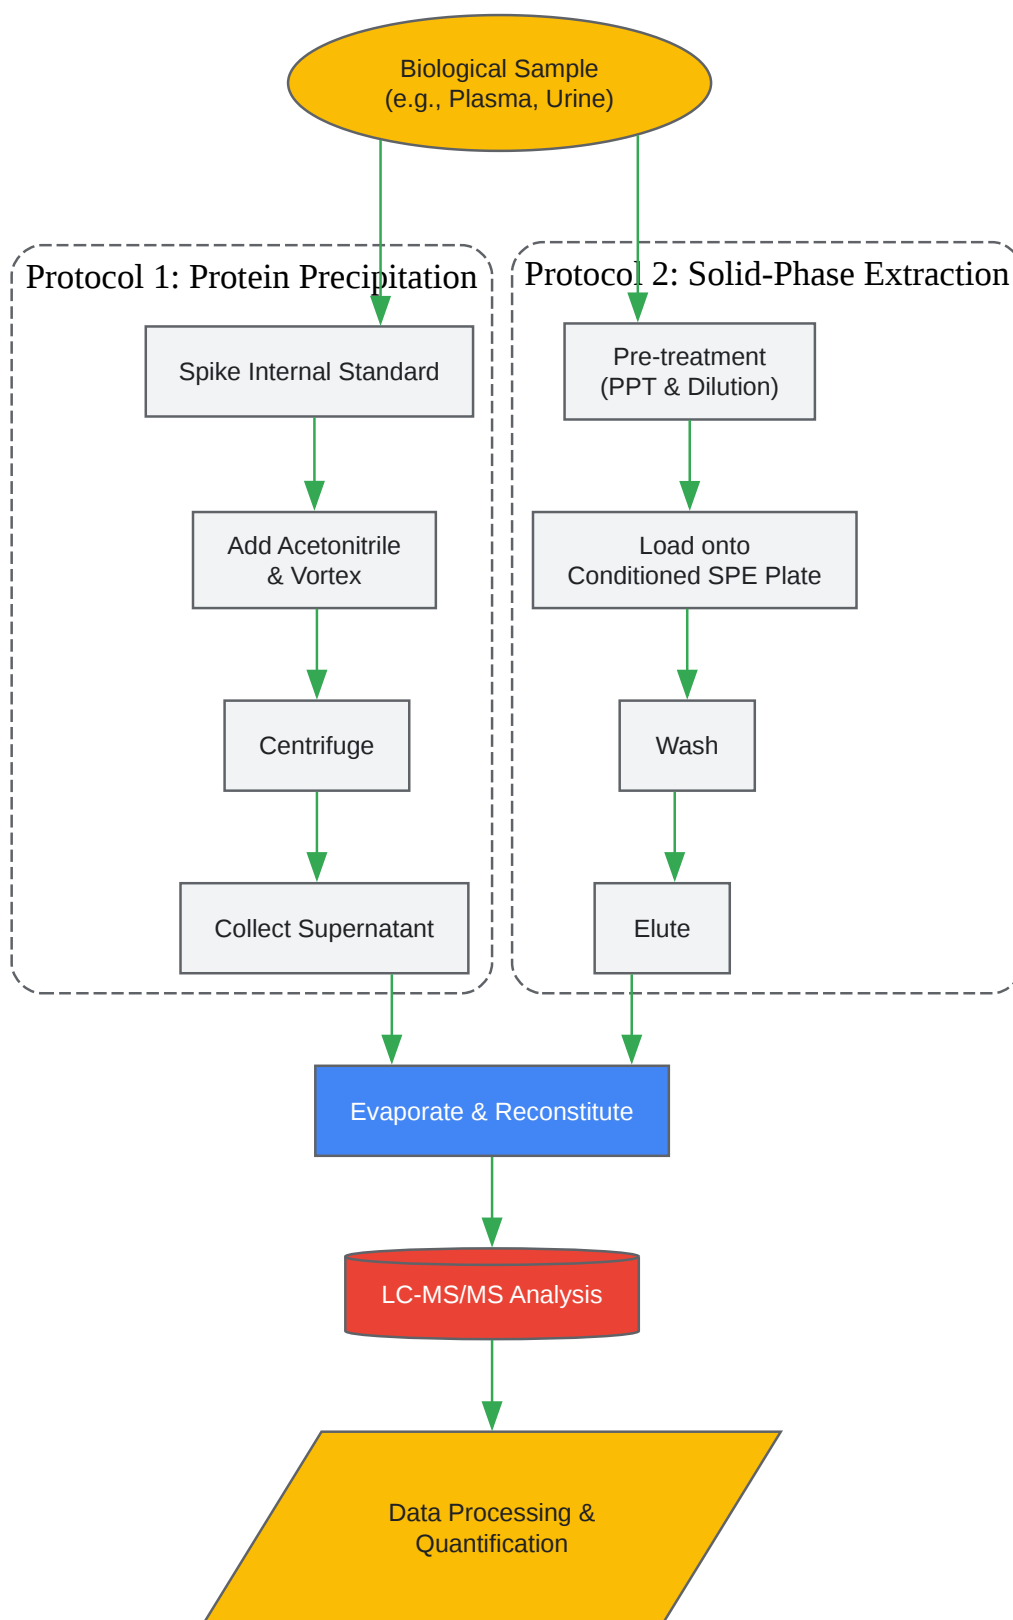 Biological Sample
(e.g., Plasma, Urine)
Protocol 1: Protein Precipitation
Spike Internal Standard
Add Acetonitrile
& Vortex
Centrifuge
Collect Supernatant
Protocol 2: Solid-Phase Extraction
Pre-treatment
(PPT & Dilution)
Load onto
Conditioned SPE Plate
Wash
Elute
Evaporate & Reconstitute
LC-MS/MS Analysis
Data Processing &
Quantification